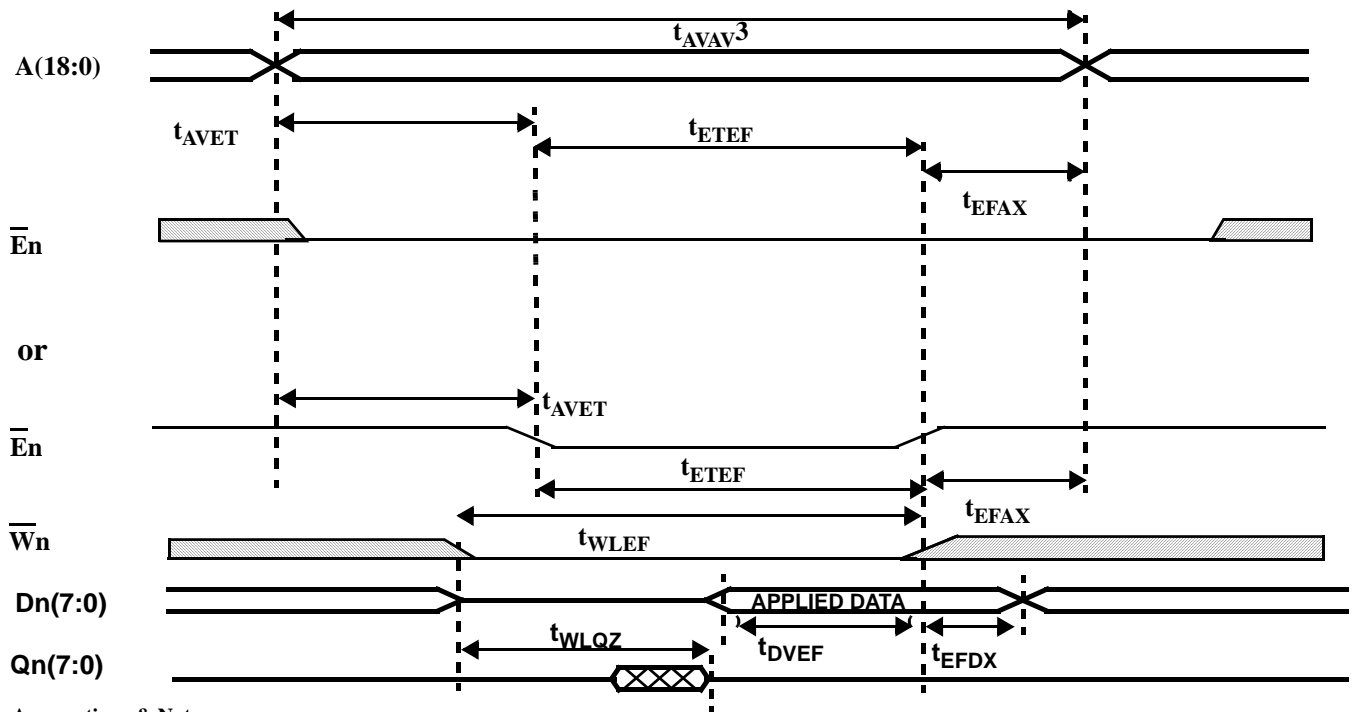 tAVAV3
A(18:0)
tAVET
tETEF
tEFAX
En
or
tAVET
En
tETEF
tEFAX
Wn
tWLEF
Dn(7:0)
APPLIED DATA
tWLQZ
tDVEF
tEFDX
Qn(7:0)